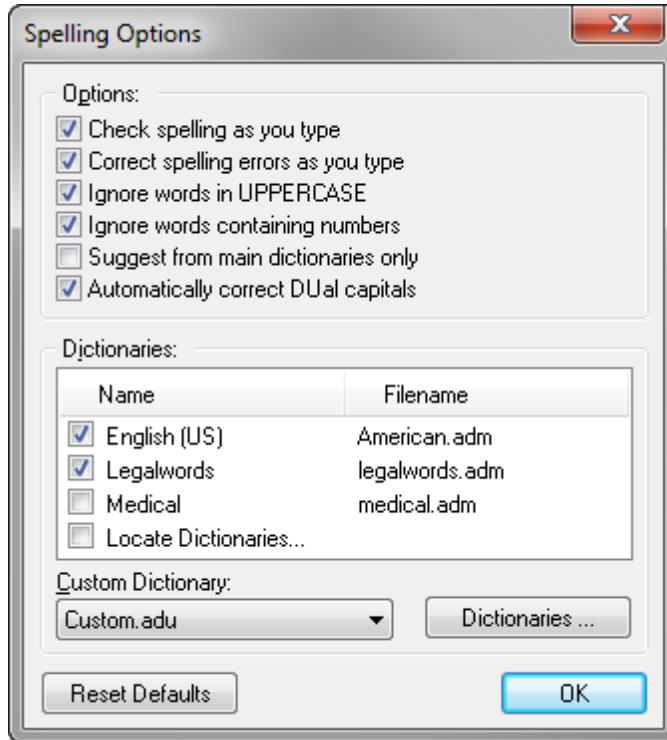 Spelling Options
Options:
Check spelling as you type
Correct spelling errors as you type
Ignore words in UPPERCASE
Ignore words containing numbers
Suggest from main dictionaries only
Automatically correct DUal capitals
Dictionaries:
Name Filename
English (US) American.adm
Legalwords legalwords.adm
Medical medical.adm
Locate Dictionaries...
Custom Dictionary:
Custom.adu Dictionaries ...
Reset Defaults OK